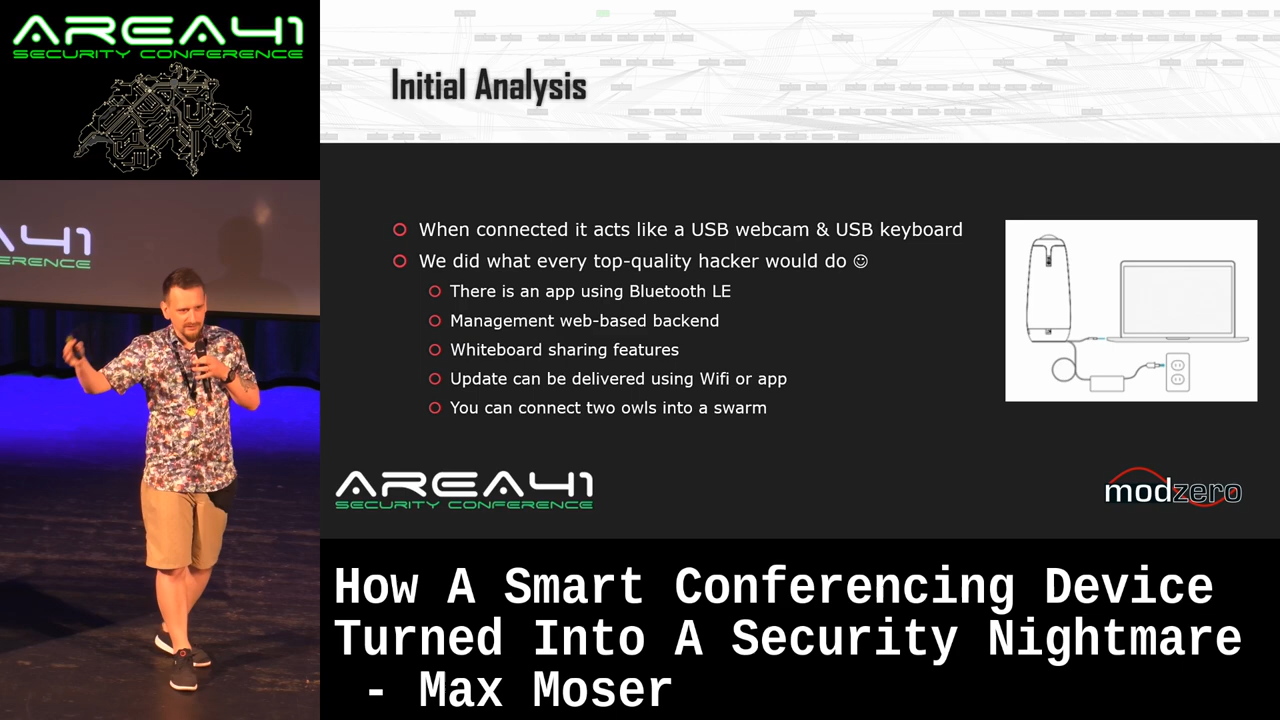 AREA41
SECURITY CONFERENCE
Initial Analysis
When connected it acts like a USB webcam & USB keyboard
We did what every top-quality hacker would do ☺
There is an app using Bluetooth LE
Management web-based backend
Whiteboard sharing features
Update can be delivered using Wifi or app
You can connect two owls into a swarm
A41
ERENCE
AREA41
SECURITY CONFERENCE
modzero
How A Smart Conferencing Device
Turned Into A Security Nightmare
- Max Moser